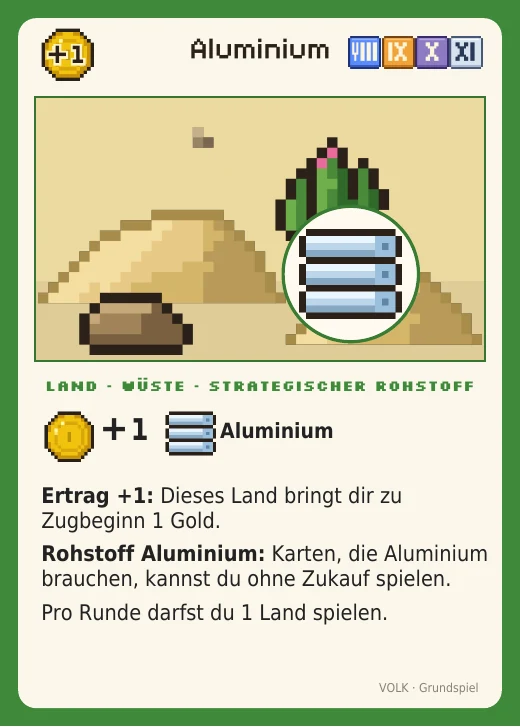 +1 Aluminium VIII IX X XI
LAND · WÜSTE · STRATEGISCHER ROHSTOFF
+1 Aluminium
Ertrag +1: Dieses Land bringt dir zu
Zugbeginn 1 Gold.
Rohstoff Aluminium: Karten, die Aluminium
brauchen, kannst du ohne Zukauf spielen.
Pro Runde darfst du 1 Land spielen.
VOLK · Grundspiel